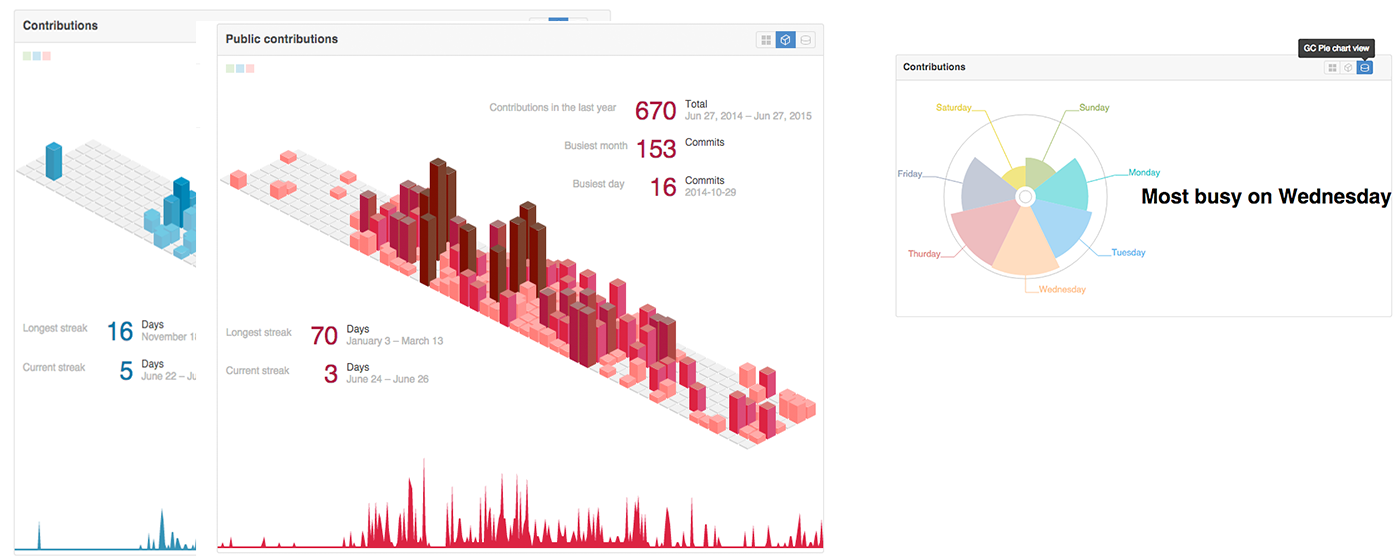 Contributions
Longest streak 16 Days
November 1
Current streak 5 Days
June 22 – Ju
Public contributions
Contributions in the last year 670 Total
Jun 27, 2014 – Jun 27, 2015
Busiest month 153 Commits
Busiest day 16 Commits
2014-10-29
Longest streak 70 Days
January 3 – March 13
Current streak 3 Days
June 24 – June 26
GC Pie chart view
Contributions
Saturday
Sunday
Friday
Monday
Most busy on Wednesday
Thurday
Tuesday
Wednesday